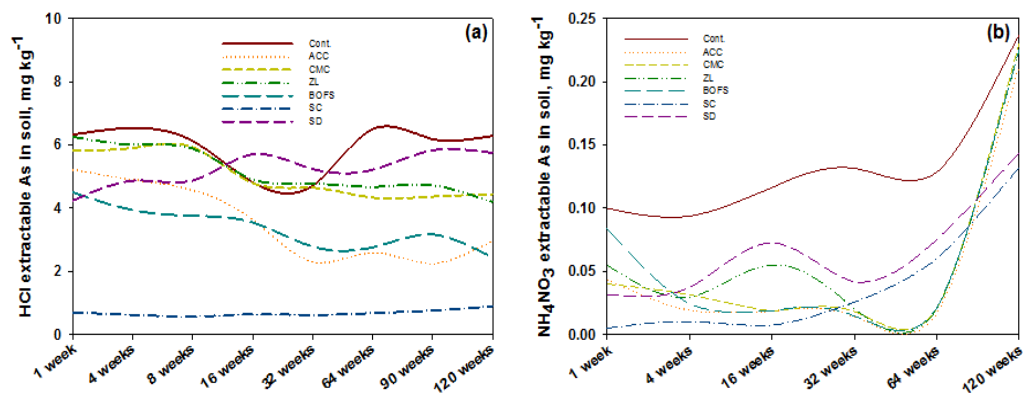 (a)
HCl extractable As in soil, mg kg-1
10
8
6
4
2
0
Cont.
ACC
CMC
ZL
BOFS
SC
SD
1 week
4 weeks
8 weeks
16 weeks
32 weeks
64 weeks
90 weeks
120 weeks
(b)
NH4NO3 extractable As in soil, mg kg-1
0.25
0.20
0.15
0.10
0.05
0.00
Cont.
ACC
CMC
ZL
BOFS
SC
SD
1 week
4 weeks
16 weeks
32 weeks
64 weeks
120 weeks